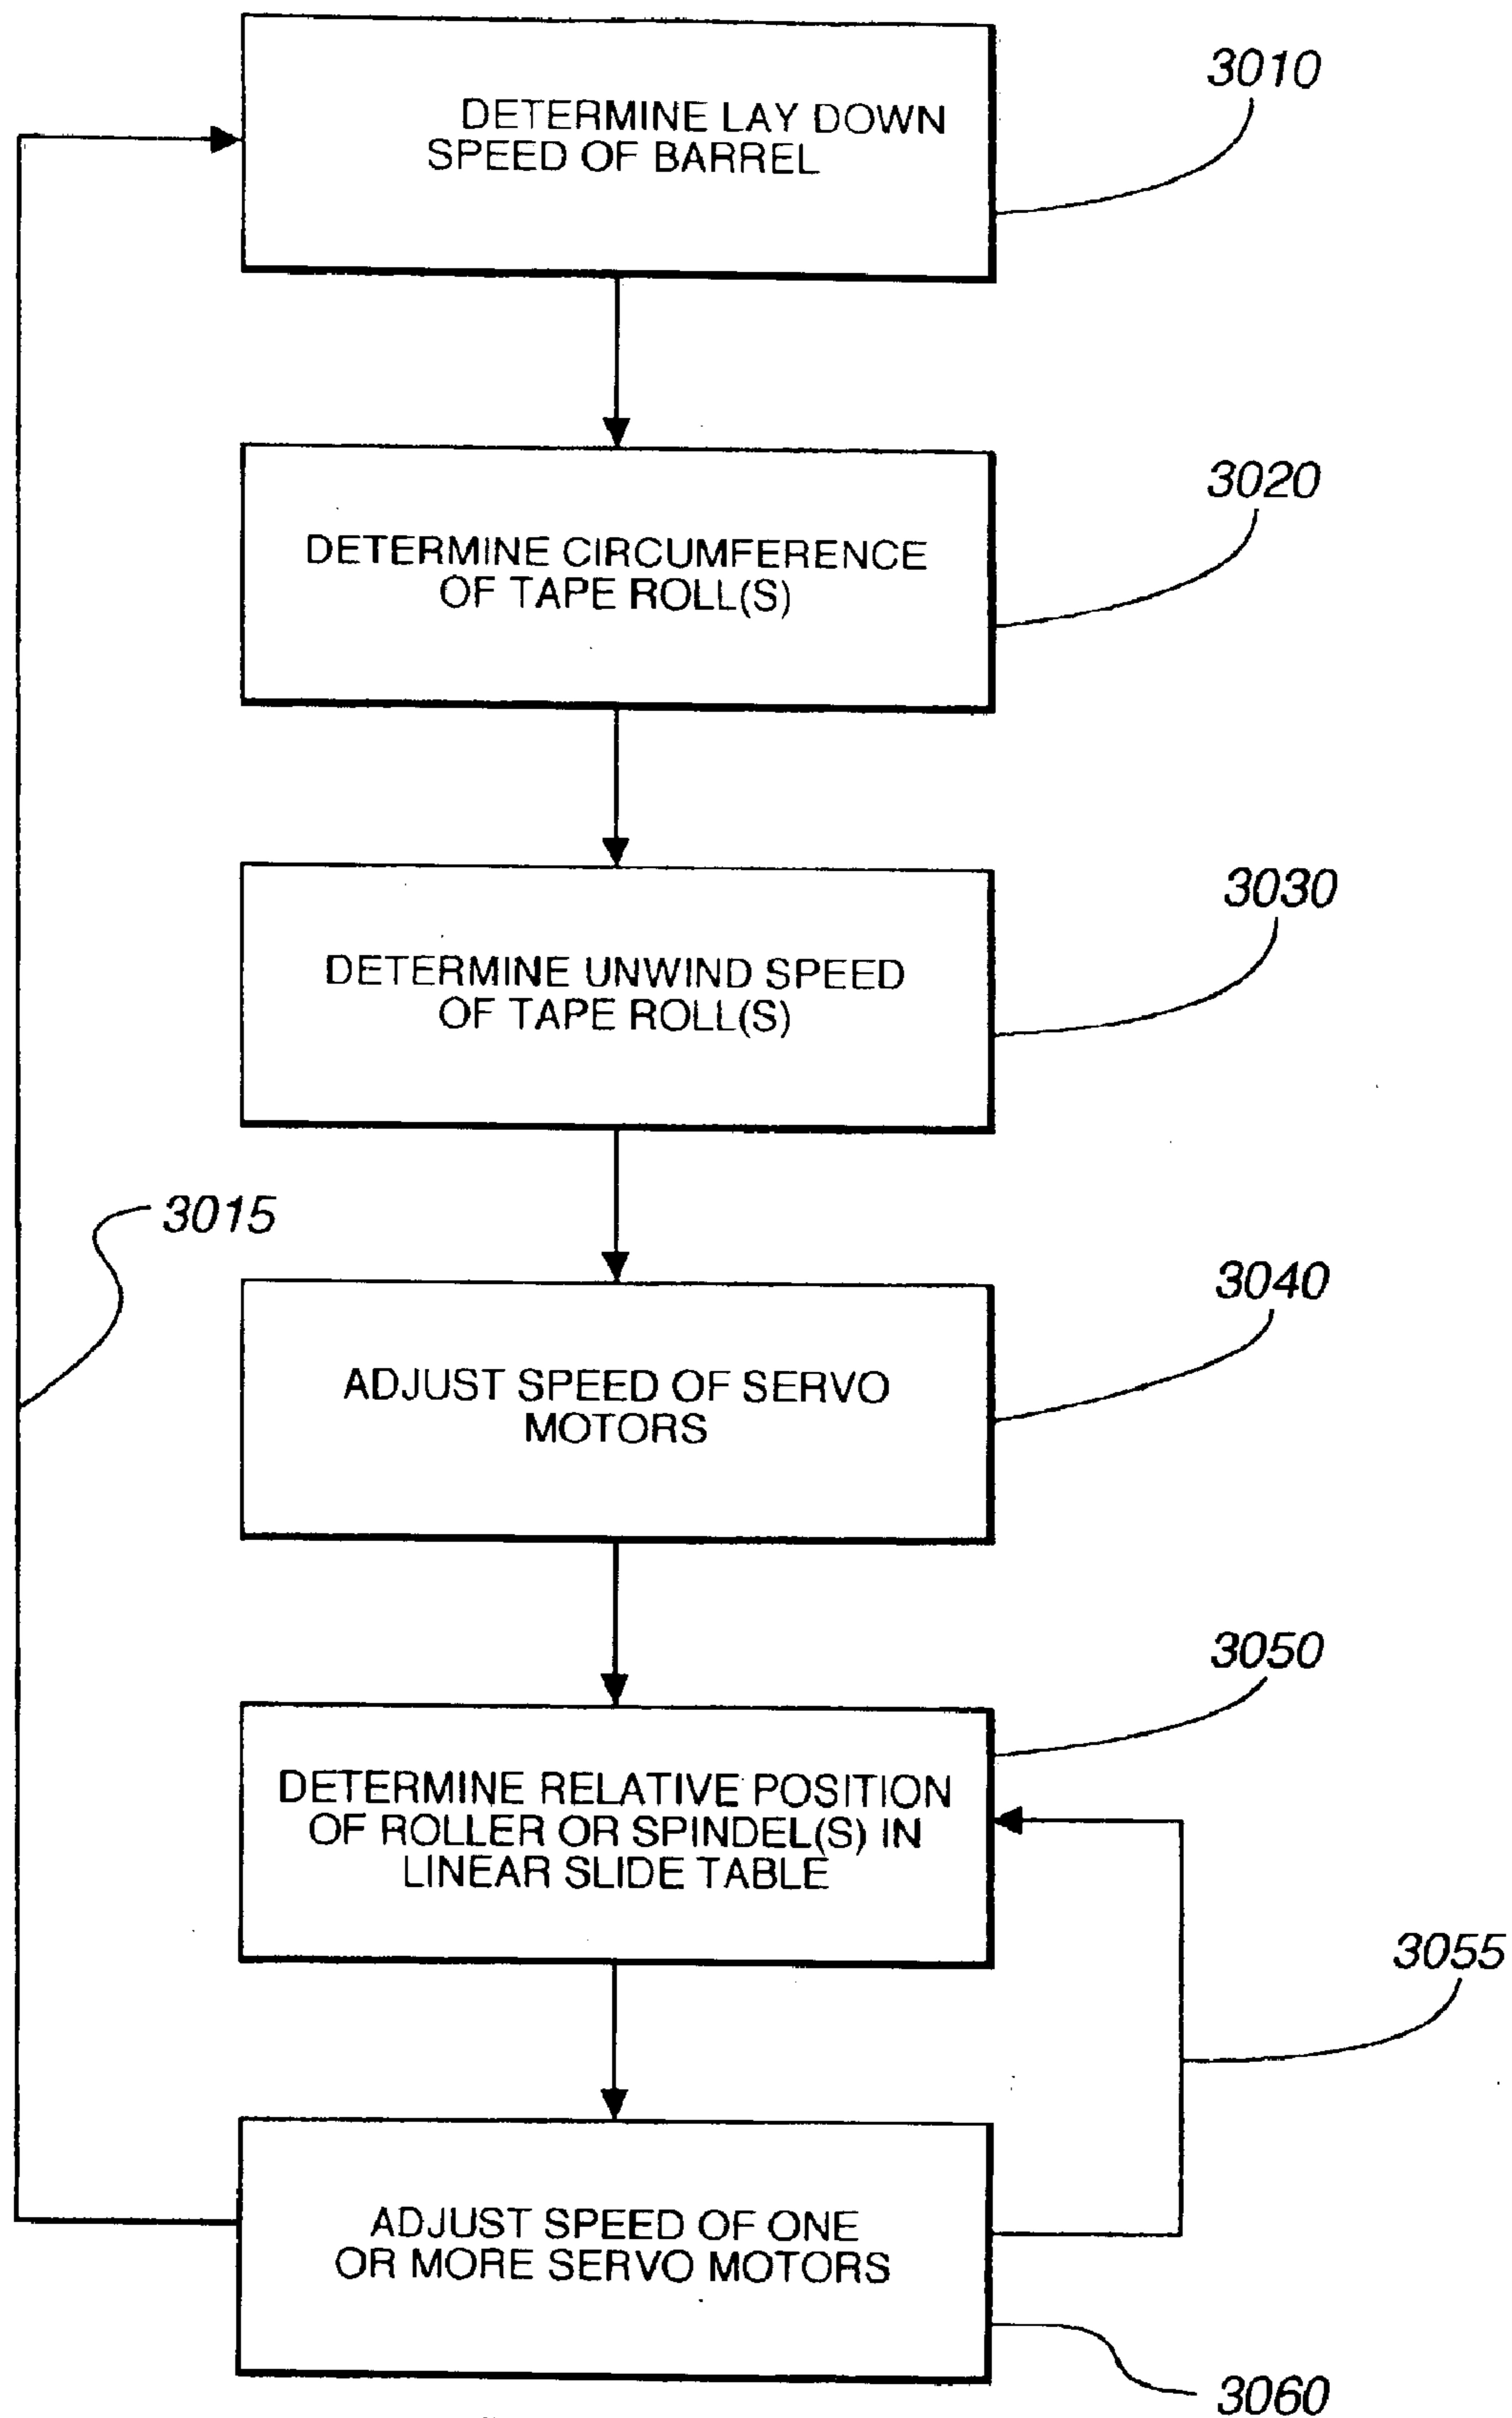 3010
DETERMINE LAY DOWN
SPEED OF BARREL
3020
DETERMINE CIRCUMFERENCE
OF TAPE ROLL(S)
3030
DETERMINE UNWIND SPEED
OF TAPE ROLL(S)
3015
3040
ADJUST SPEED OF SERVO
MOTORS
3050
DETERMINE RELATIVE POSITION
OF ROLLER OR SPINDEL(S) IN
LINEAR SLIDE TABLE
3055
ADJUST SPEED OF ONE
OR MORE SERVO MOTORS
3060